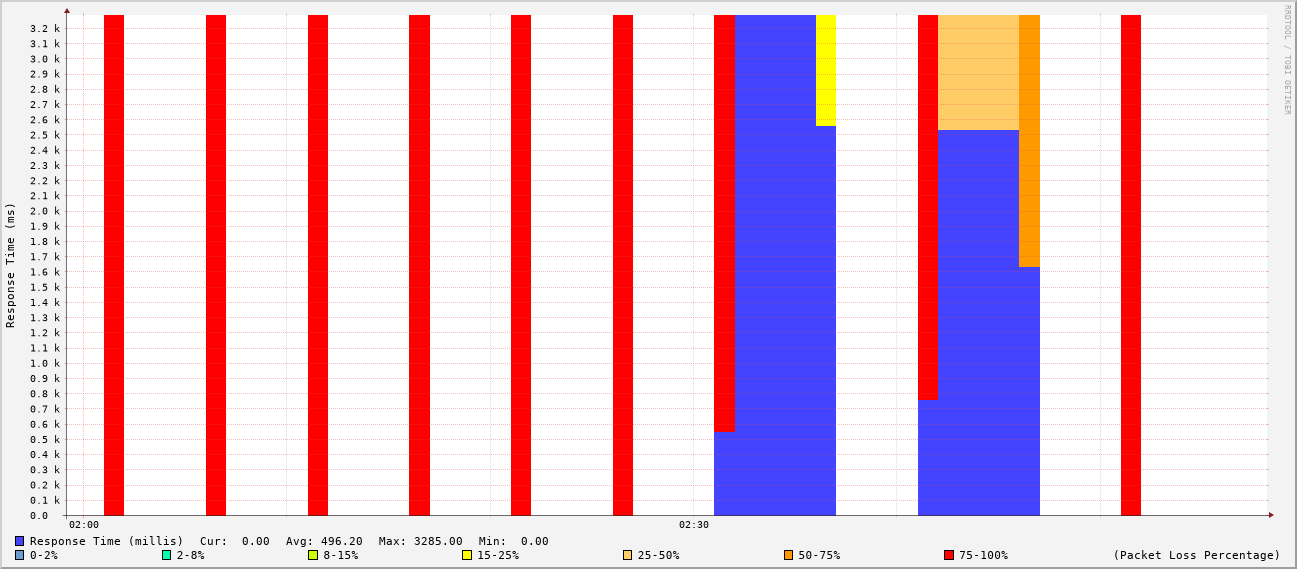 RRDTOOL / TOBI OETIKER
Response Time (ms)
3.2 k
3.1 k
3.0 k
2.9 k
2.8 k
2.7 k
2.6 k
2.5 k
2.4 k
2.3 k
2.2 k
2.1 k
2.0 k
1.9 k
1.8 k
1.7 k
1.6 k
1.5 k
1.4 k
1.3 k
1.2 k
1.1 k
1.0 k
0.9 k
0.8 k
0.7 k
0.6 k
0.5 k
0.4 k
0.3 k
0.2 k
0.1 k
0.0
02:00 02:30
Response Time (millis) Cur: 0.00 Avg: 496.20 Max: 3285.00 Min: 0.00
0-2% 2-8% 8-15% 15-25% 25-50% 50-75% 75-100% (Packet Loss Percentage)